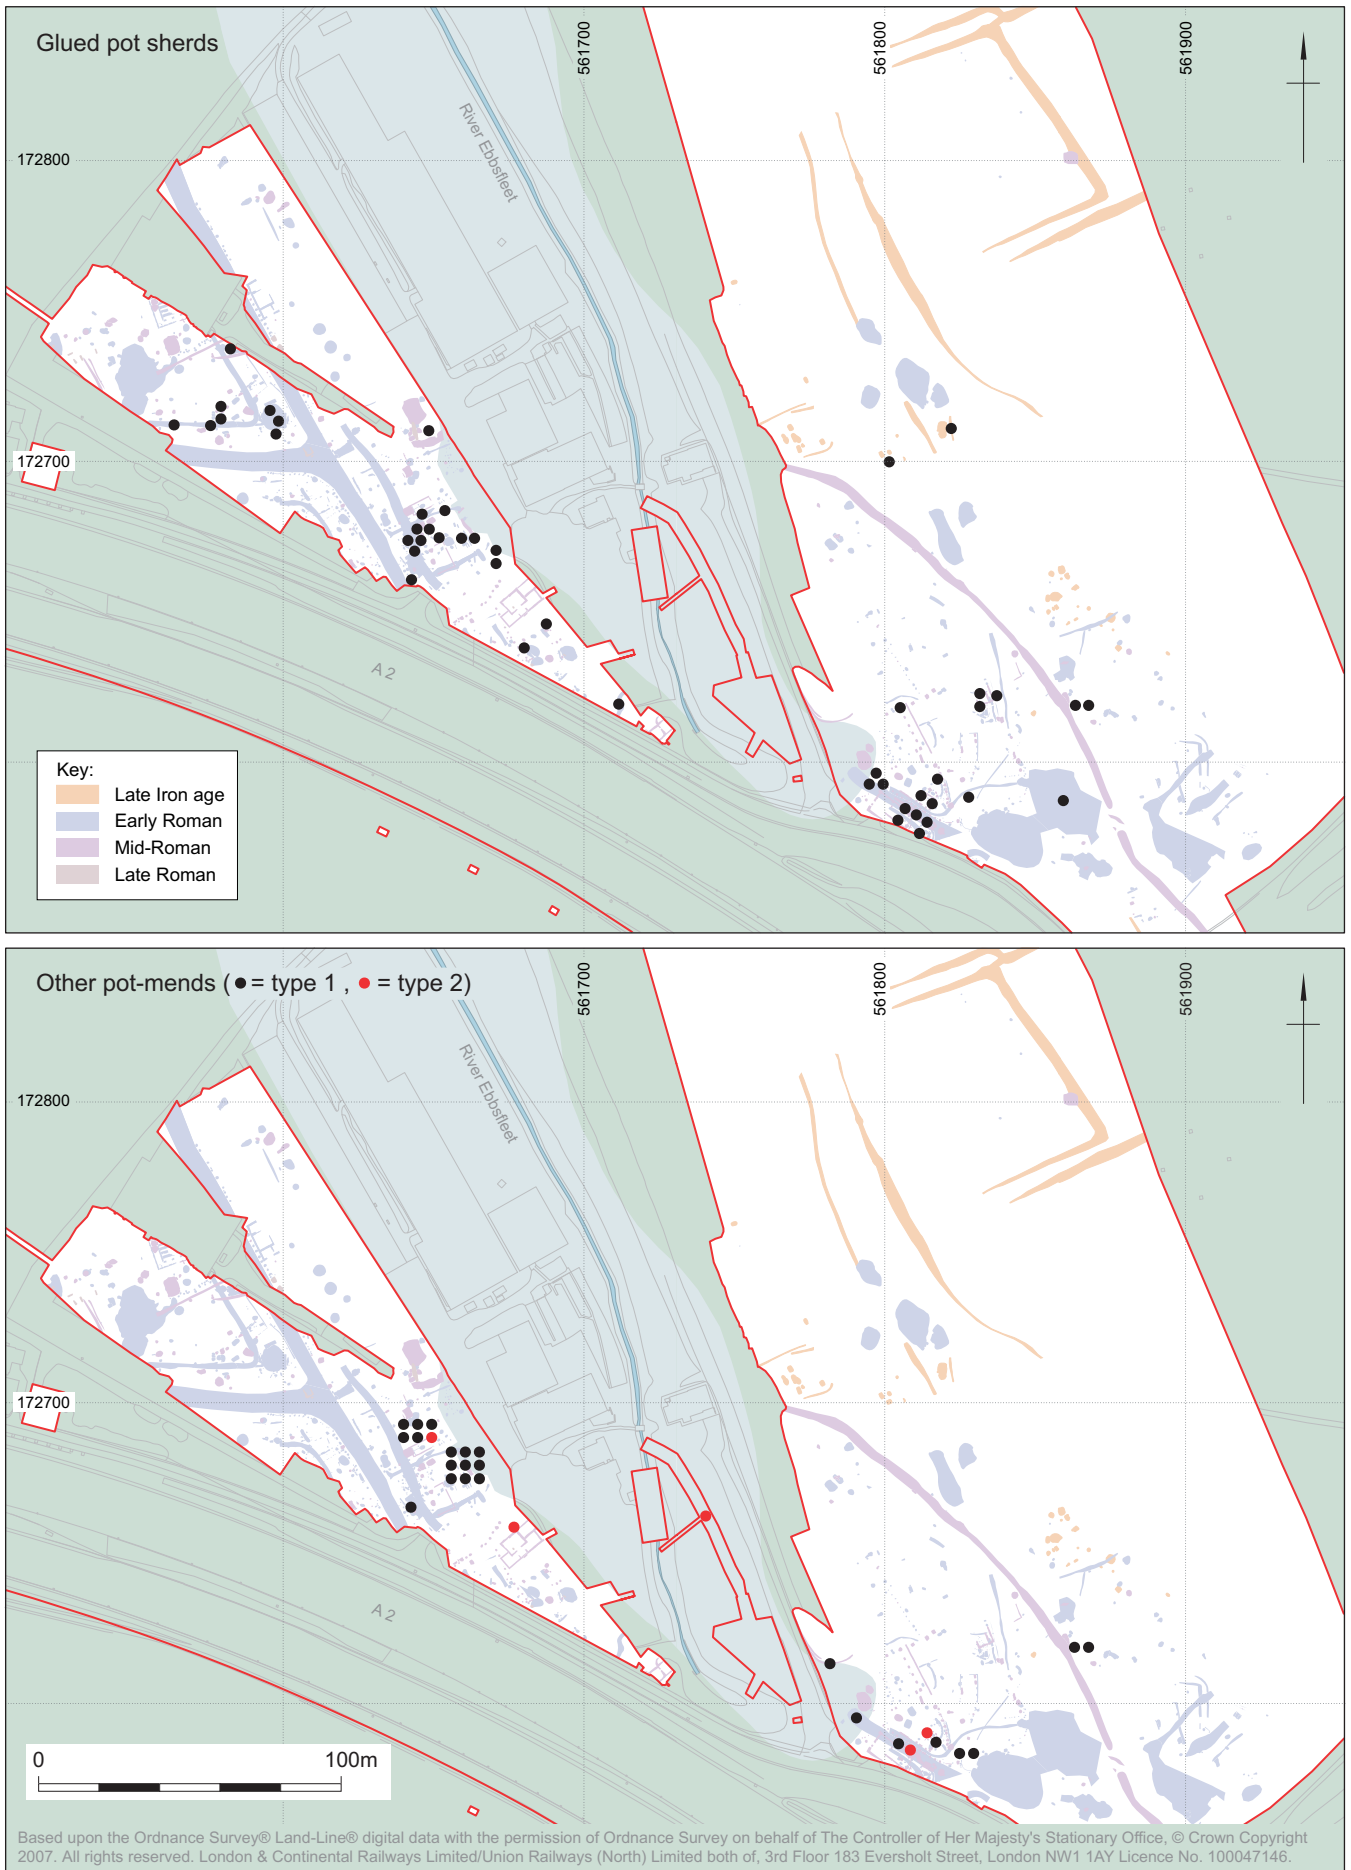 Glued pot sherds
561700
561800
561900
172800
River Ebbsfleet
172700
A2
Key:
Late Iron age
Early Roman
Mid-Roman
Late Roman
Other pot-mends (● = type 1 , ● = type 2)
561700
561800
561900
172800
River Ebbsfleet
172700
A2
0 100m
Based upon the Ordnance Survey® Land-Line® digital data with the permission of Ordnance Survey on behalf of The Controller of Her Majesty's Stationary Office, © Crown Copyright
2007. All rights reserved. London & Continental Railways Limited/Union Railways (North) Limited both of, 3rd Floor 183 Eversholt Street, London NW1 1AY Licence No. 100047146.